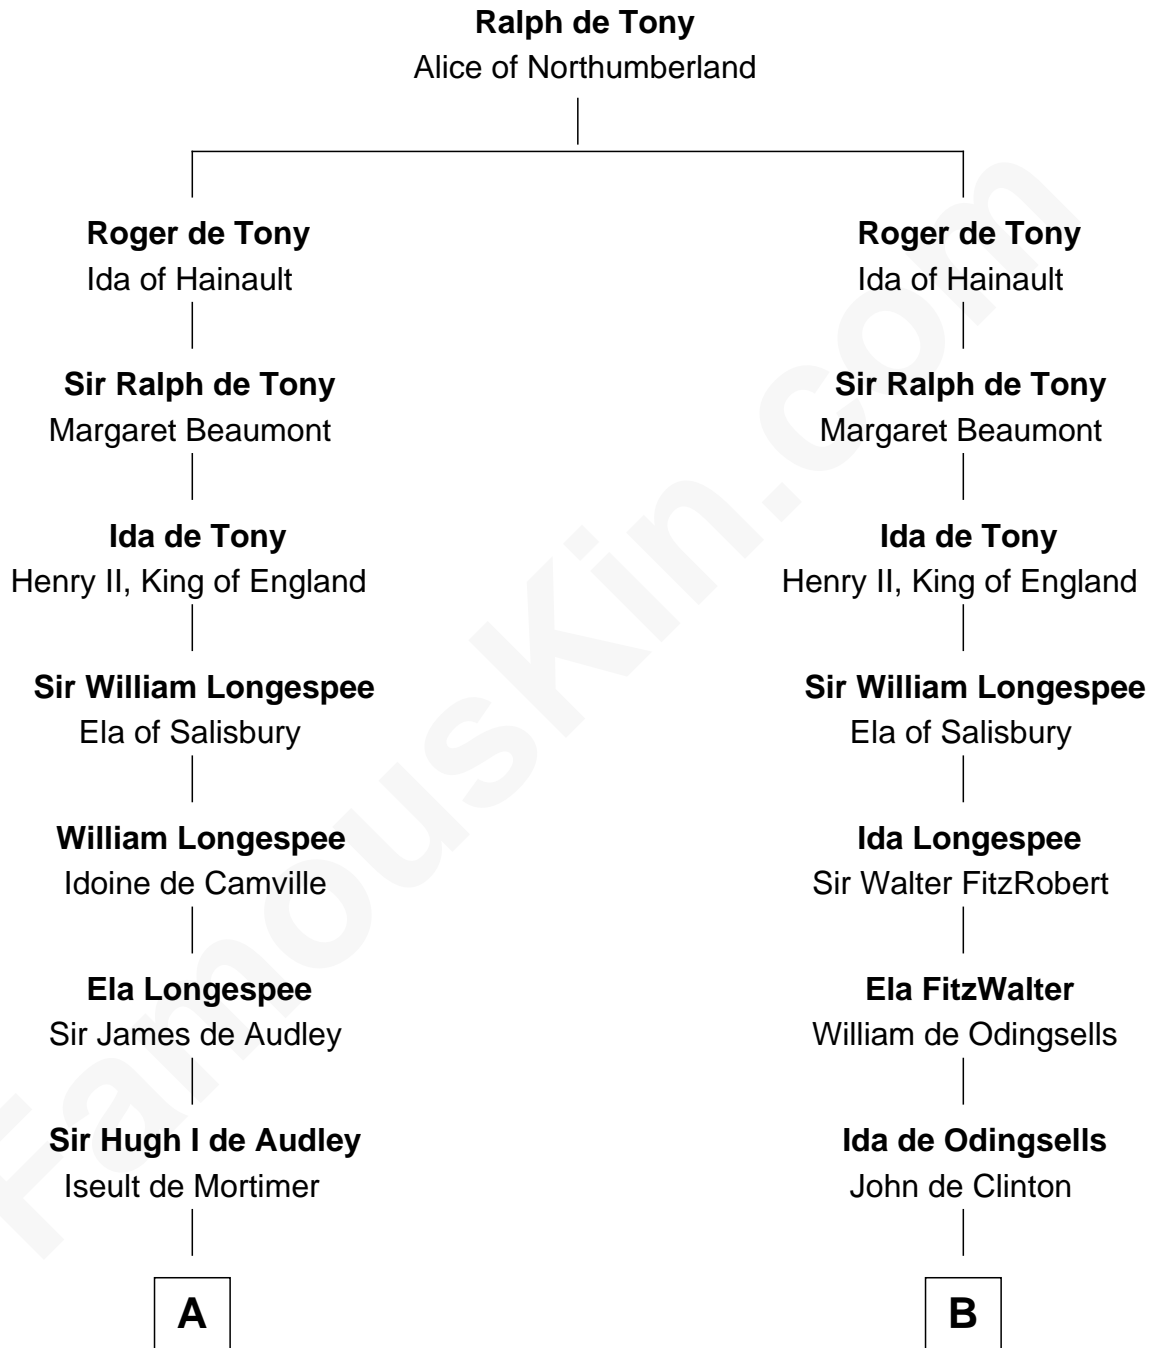 Ralph de Tony
Alice of Northumberland
Roger de Tony
Ida of Hainault
Roger de Tony
Ida of Hainault
Sir Ralph de Tony
Margaret Beaumont
Sir Ralph de Tony
Margaret Beaumont
Ida de Tony
Henry II, King of England
Ida de Tony
Henry II, King of England
Sir William Longespee
Ela of Salisbury
Sir William Longespee
Ela of Salisbury
William Longespee
Idoine de Camville
Ida Longespee
Sir Walter FitzRobert
Ela Longespee
Sir James de Audley
Ela FitzWalter
William de Odingsells
Sir Hugh I de Audley
Iseult de Mortimer
Ida de Odingsells
John de Clinton
A
B
FamousKin.com